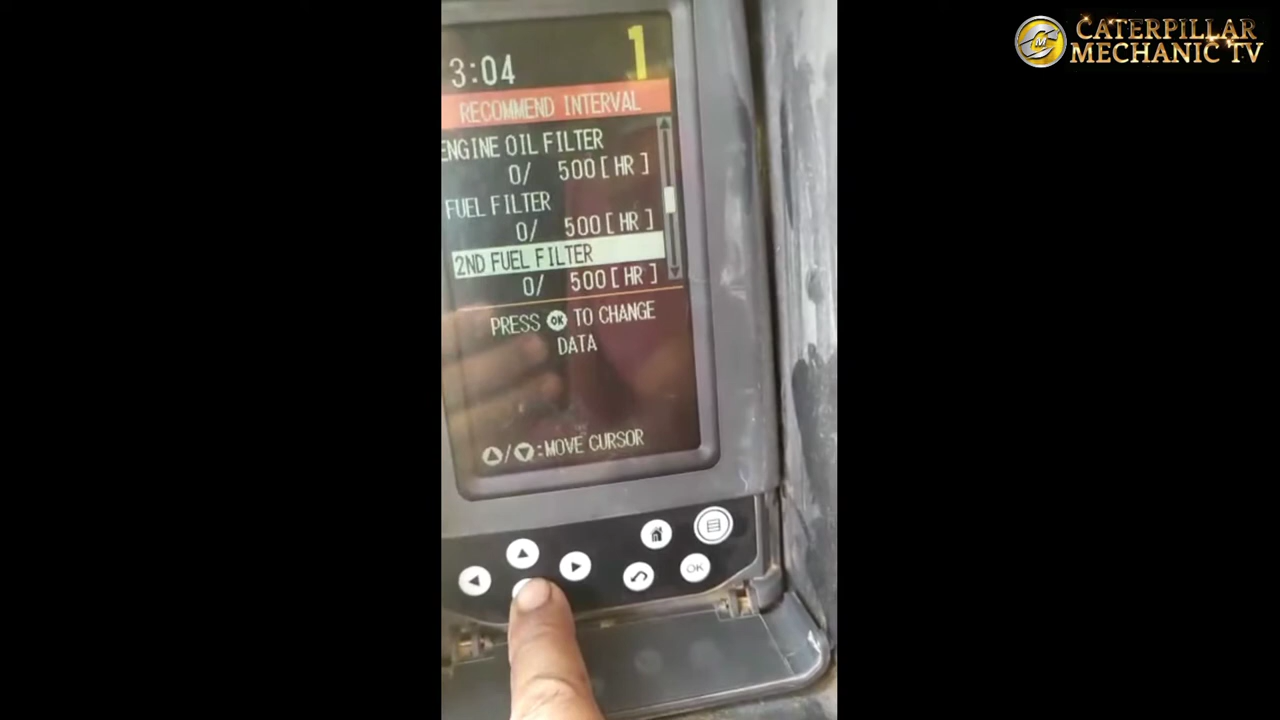 CATERPILLAR
MECHANIC TV
3:04
1
RECOMMEND INTERVAL
ENGINE OIL FILTER
0/ 500[HR]
FUEL FILTER
0/ 500[HR]
2ND FUEL FILTER
0/ 500[HR]
PRESS OK TO CHANGE
DATA
:MOVE CURSOR
OK